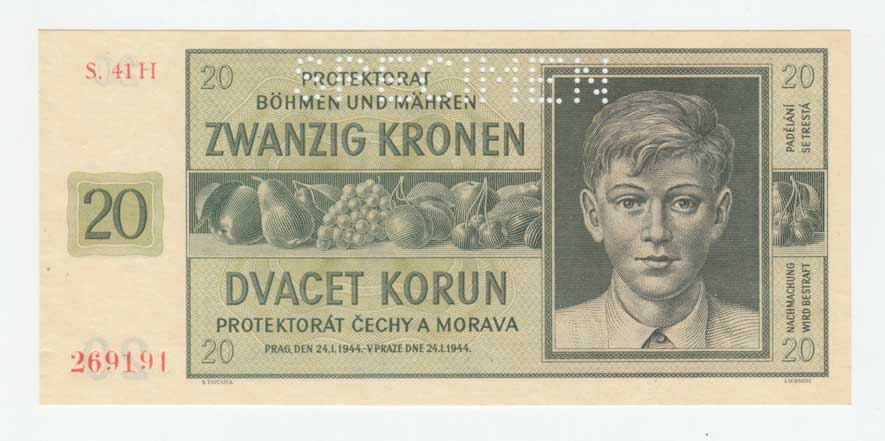 SPECIMEN
S. 41 H
20
PROTEKTORAT
20
BÖHMEN UND MÄHREN
ZWANZIG KRONEN
PADĚLÁNÍ
SE TRESTÁ
20
DVACET KORUN
PROTEKTORÁT ČECHY A MORAVA
NACHMACHUNG
WIRD BESTRAFT
269191
20
PRAG, DEN 24.I.1944.-V PRAZE DNE 24.I.1944.
20